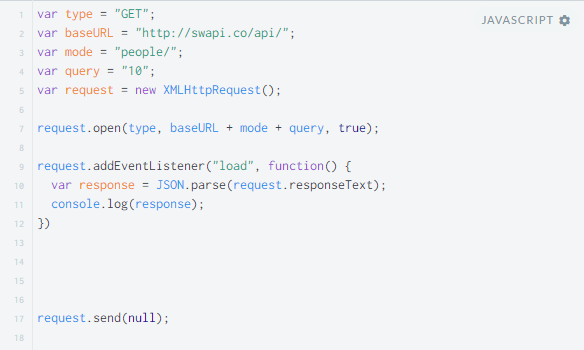 JAVASCRIPT
1 var type = "GET";
2 var baseURL = "http://swapi.co/api/";
3 var mode = "people/";
4 var query = "10";
5 var request = new XMLHttpRequest();
6
7 request.open(type, baseURL + mode + query, true);
8
9 request.addEventListener("load", function() {
10   var response = JSON.parse(request.responseText);
11   console.log(response);
12 })
13
14
15
16
17 request.send(null);
18